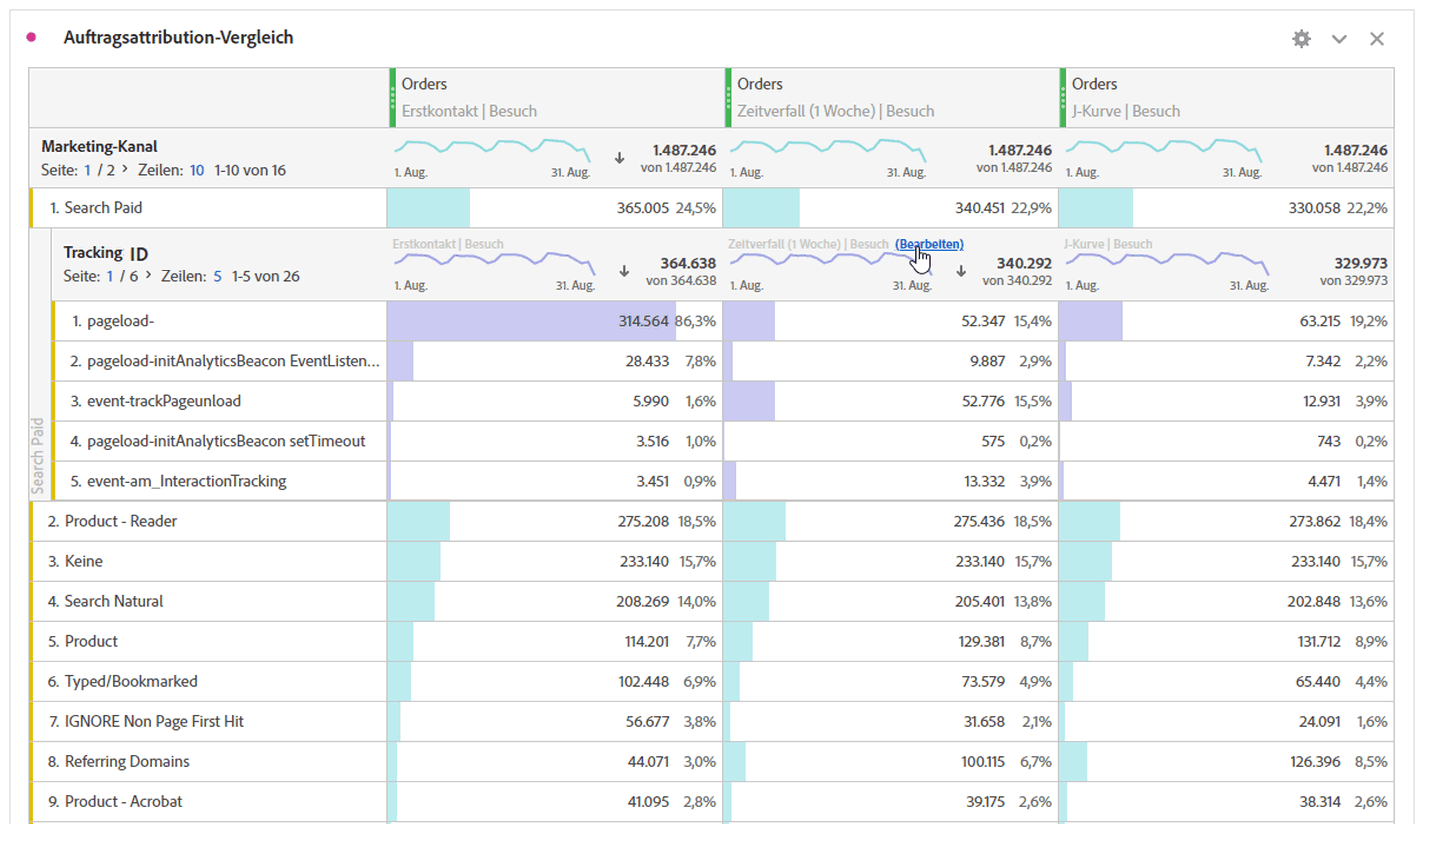 Auftragsattribution-Vergleich
Orders Orders Orders
Erstkontakt | Besuch Zeitverfall (1 Woche) | Besuch J-Kurve | Besuch
Marketing-Kanal 1.487.246 1.487.246 1.487.246
Seite: 1 / 2 > Zeilen: 10 1-10 von 16 1. Aug. 31. Aug. von 1.487.246 1. Aug. 31. Aug. von 1.487.246 1. Aug. 31. Aug. von 1.487.246
1. Search Paid 365.005 24,5% 340.451 22,9% 330.058 22,2%
Erstkontakt | Besuch Zeitverfall (1 Woche) | Besuch (Bearbeiten) J-Kurve | Besuch
Tracking ID 364.638 340.292 329.973
Seite: 1 / 6 > Zeilen: 5 1-5 von 26 1. Aug. 31. Aug. von 364.638 1. Aug. 31. Aug. von 340.292 1. Aug. 31. Aug. von 329.973
Search Paid
1. pageload- 314.564 86,3% 52.347 15,4% 63.215 19,2%
2. pageload-initAnalyticsBeacon EventListen... 28.433 7,8% 9.887 2,9% 7.342 2,2%
3. event-trackPageunload 5.990 1,6% 52.776 15,5% 12.931 3,9%
4. pageload-initAnalyticsBeacon setTimeout 3.516 1,0% 575 0,2% 743 0,2%
5. event-am_InteractionTracking 3.451 0,9% 13.332 3,9% 4.471 1,4%
2. Product - Reader 275.208 18,5% 275.436 18,5% 273.862 18,4%
3. Keine 233.140 15,7% 233.140 15,7% 233.140 15,7%
4. Search Natural 208.269 14,0% 205.401 13,8% 202.848 13,6%
5. Product 114.201 7,7% 129.381 8,7% 131.712 8,9%
6. Typed/Bookmarked 102.448 6,9% 73.579 4,9% 65.440 4,4%
7. IGNORE Non Page First Hit 56.677 3,8% 31.658 2,1% 24.091 1,6%
8. Referring Domains 44.071 3,0% 100.115 6,7% 126.396 8,5%
9. Product - Acrobat 41.095 2,8% 39.175 2,6% 38.314 2,6%